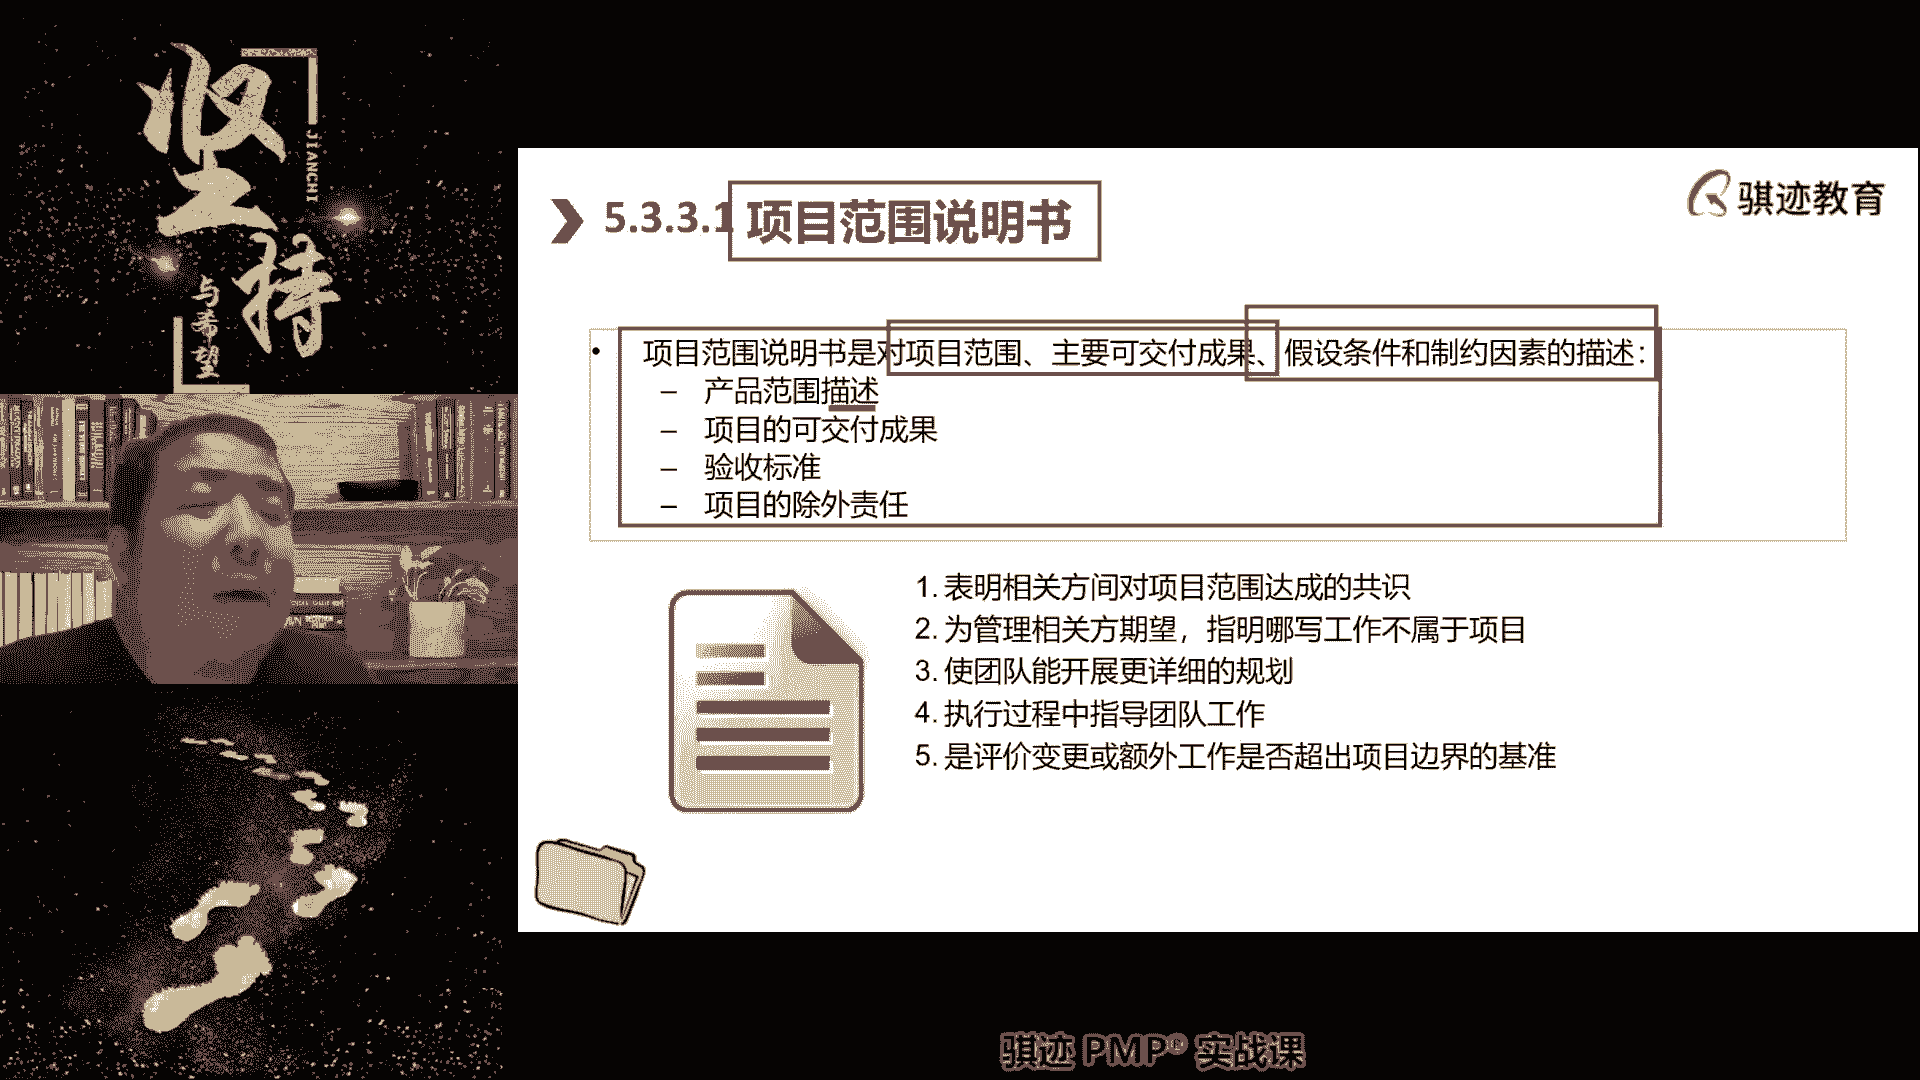 坚持
JIANCHI
与希望
骐迹教育
5.3.3.1 项目范围说明书
• 项目范围说明书是对项目范围、主要可交付成果、假设条件和制约因素的描述：
– 产品范围描述
– 项目的可交付成果
– 验收标准
– 项目的除外责任
1. 表明相关方间对项目范围达成的共识
2. 为管理相关方期望，指明哪写工作不属于项目
3. 使团队能开展更详细的规划
4. 执行过程中指导团队工作
5. 是评价变更或额外工作是否超出项目边界的基准
骐迹 PMP® 实战课